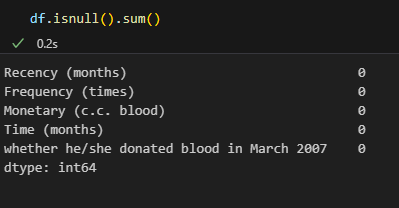 df.isnull().sum()
0.2s
Recency (months) 0
Frequency (times) 0
Monetary (c.c. blood) 0
Time (months) 0
whether he/she donated blood in March 2007 0
dtype: int64